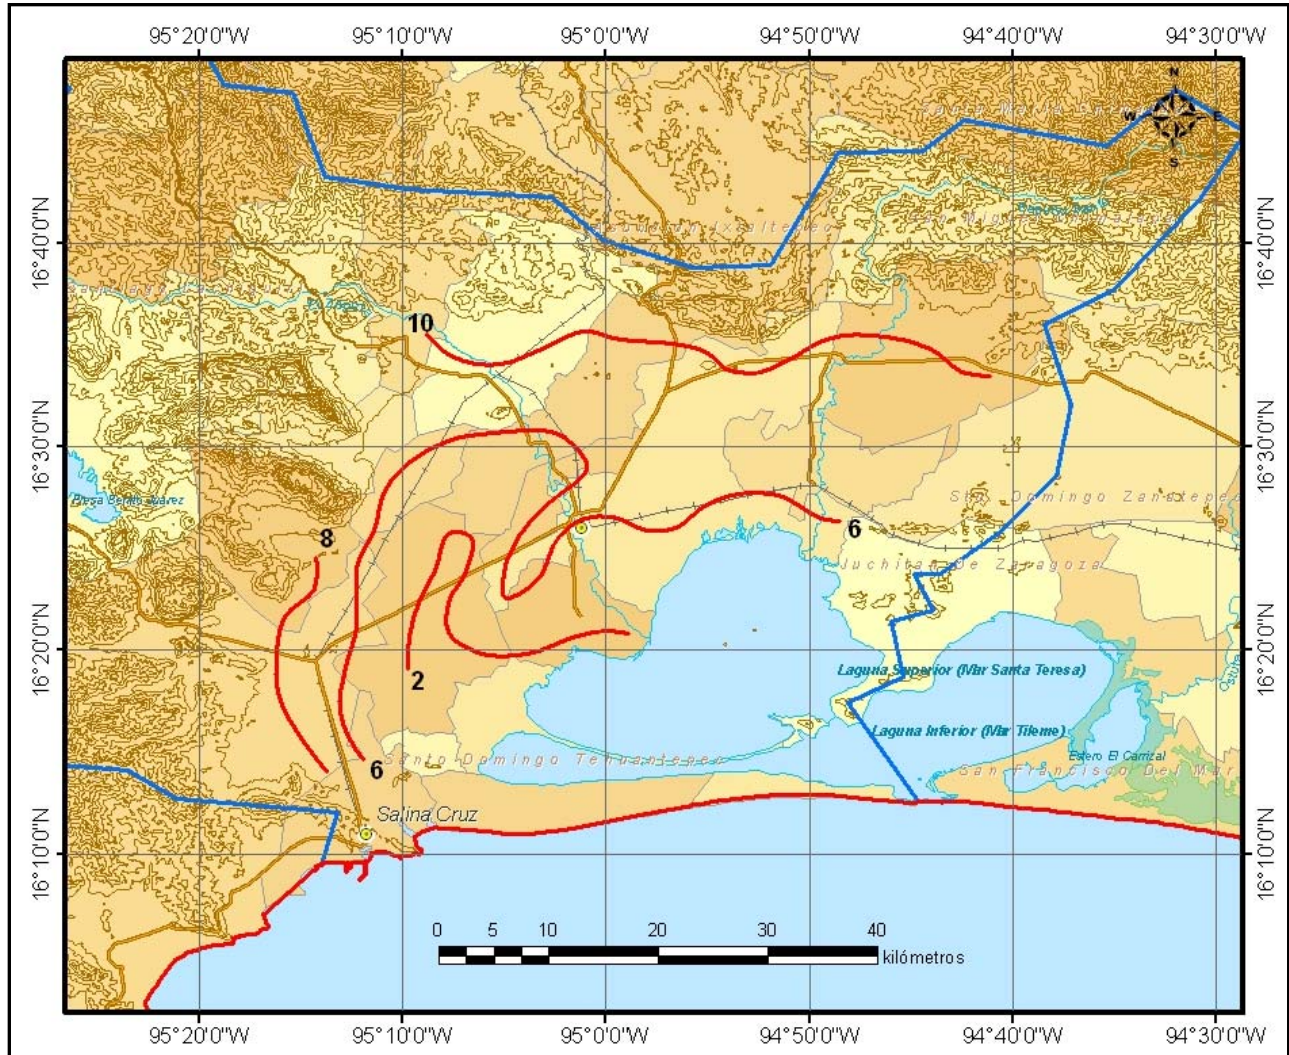 95°20'0"W 95°10'0"W 95°0'0"W 94°50'0"W 94°40'0"W 94°30'0"W
N
W E
S
16°40'0"N 16°40'0"N
10
16°30'0"N 16°30'0"N
Presa Benito Juarez
Sto. Domingo Zanatepec
8
6
Juchitan De Zaragoza
16°20'0"N 16°20'0"N
Laguna Superior (Mar Santa Teresa)
2
Laguna Inferior (Mar Tileme)
Estero El Carrizal
6
Santo Domingo Tehuantepec
San Francisco Del Mar
Salina Cruz
16°10'0"N 16°10'0"N
0 5 10 20 30 40
kilómetros
95°20'0"W 95°10'0"W 95°0'0"W 94°50'0"W 94°40'0"W 94°30'0"W